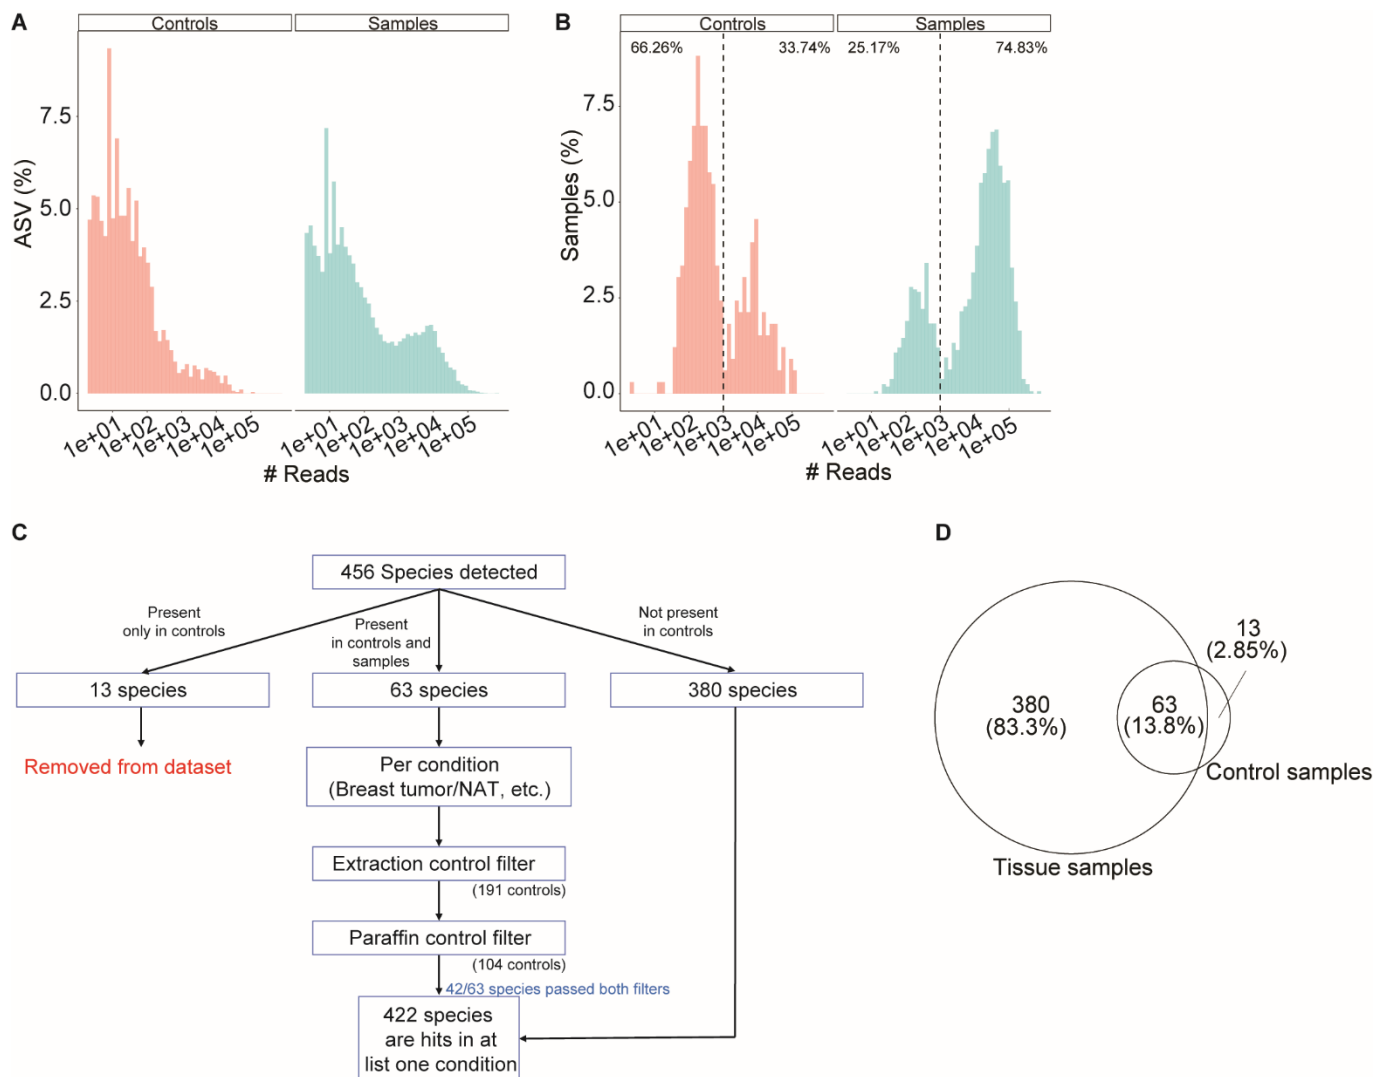 A
Controls
Samples
ASV (%)
7.5
5.0
2.5
0.0
1e+01
1e+02
1e+03
1e+04
1e+05
1e+01
1e+02
1e+03
1e+04
1e+05
# Reads
B
Controls
Samples
66.26%
33.74%
25.17%
74.83%
Samples (%)
7.5
5.0
2.5
0.0
1e+01
1e+02
1e+03
1e+04
1e+05
1e+01
1e+02
1e+03
1e+04
1e+05
# Reads
C
456 Species detected
Present
only in controls
Present
in controls and
samples
Not present
in controls
13 species
63 species
380 species
Removed from dataset
Per condition
(Breast tumor/NAT, etc.)
Extraction control filter
(191 controls)
Paraffin control filter
(104 controls)
42/63 species passed both filters
422 species
are hits in at
list one condition
D
13
(2.85%)
380
(83.3%)
63
(13.8%)
Control samples
Tissue samples